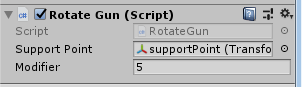 Rotate Gun (Script)
Script RotateGun
Support Point supportPoint (Transfo
Modifier 5